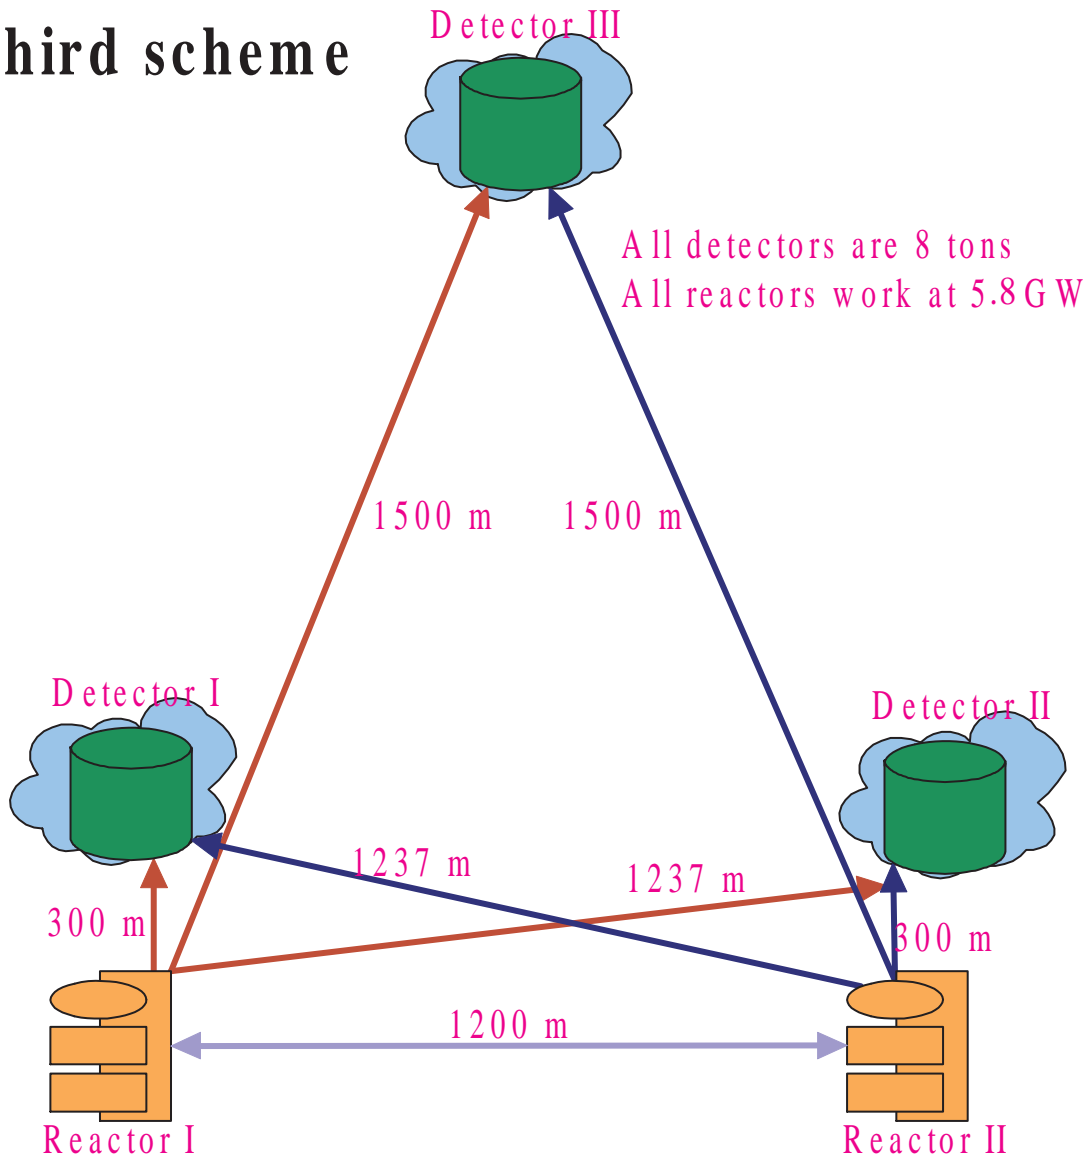 hird scheme
Detector III
All detectors are 8 tons
All reactors work at 5.8GW
1500 m
1500 m
Detector I
Detector II
1237 m
1237 m
300 m
300 m
1200 m
Reactor I
Reactor II